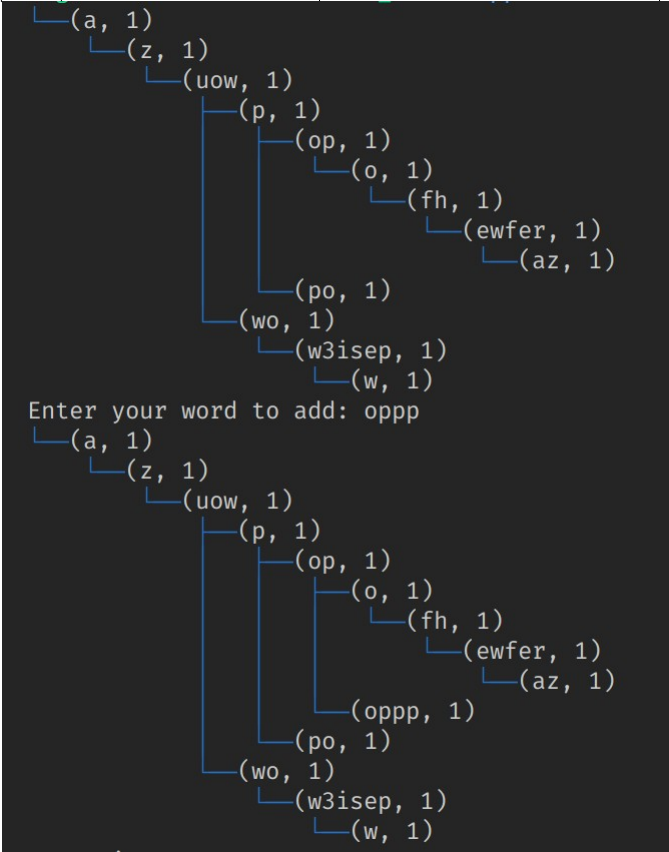 (a, 1)
(z, 1)
(uow, 1)
(p, 1)
(op, 1)
(o, 1)
(fh, 1)
(ewfer, 1)
(az, 1)
(po, 1)
(wo, 1)
(w3isep, 1)
(w, 1)
Enter your word to add: oppp
(a, 1)
(z, 1)
(uow, 1)
(p, 1)
(op, 1)
(o, 1)
(fh, 1)
(ewfer, 1)
(az, 1)
(oppp, 1)
(po, 1)
(wo, 1)
(w3isep, 1)
(w, 1)